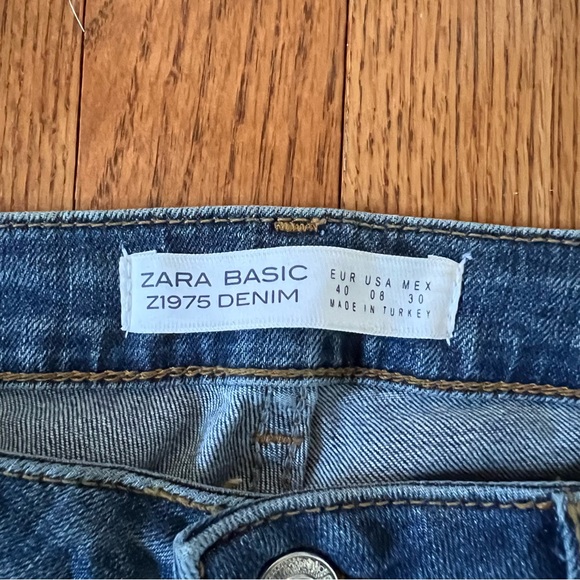 ZARA BASIC
Z1975 DENIM
EUR USA MEX
40 08 30
MADE IN TURKEY